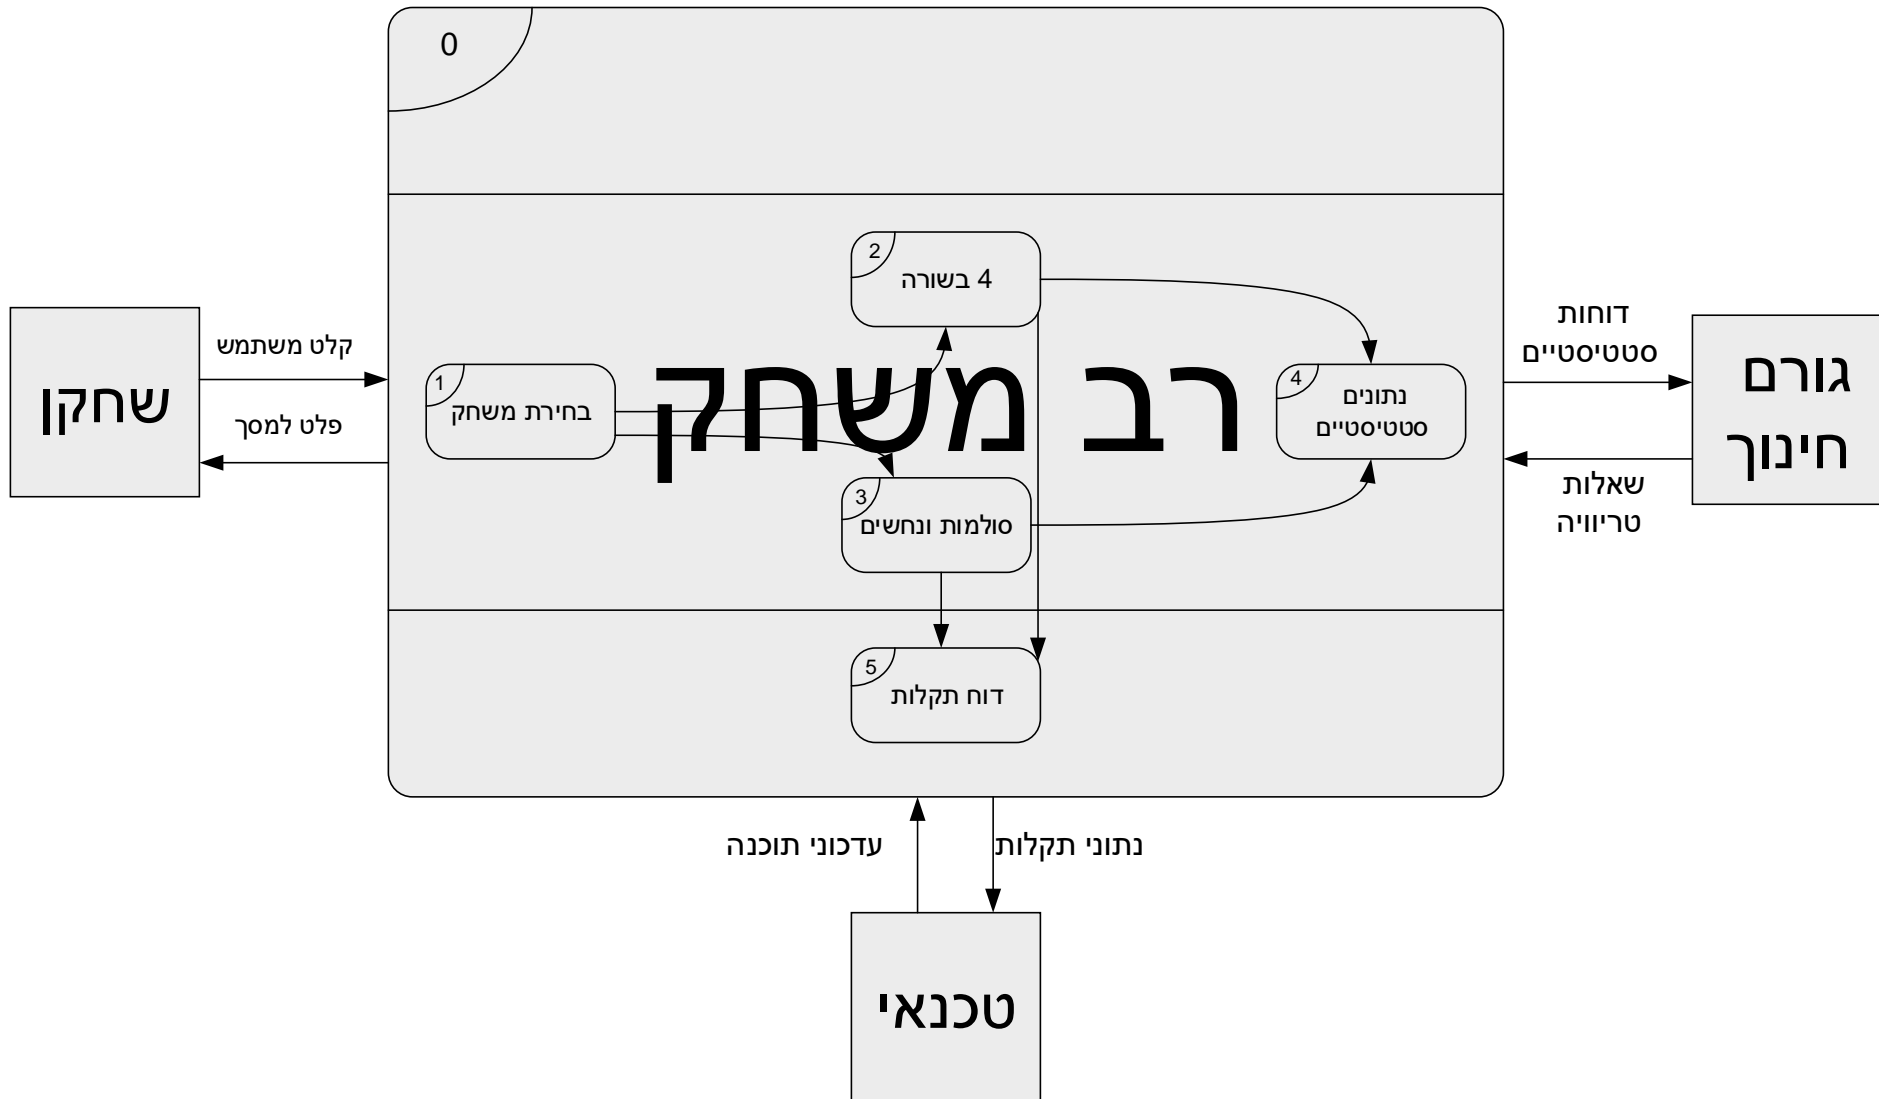 0
2
4 בשורה
דוחות
סטטיסטיים
גורם
חינוך
שאלות
טריוויה
קלט משתמש
שחקן
פלט למסך
1
בחירת משחק
רב משחק
4
נתונים
סטטיסטיים
3
סולמות ונחשים
5
דוח תקלות
עדכוני תוכנה
נתוני תקלות
טכנאי